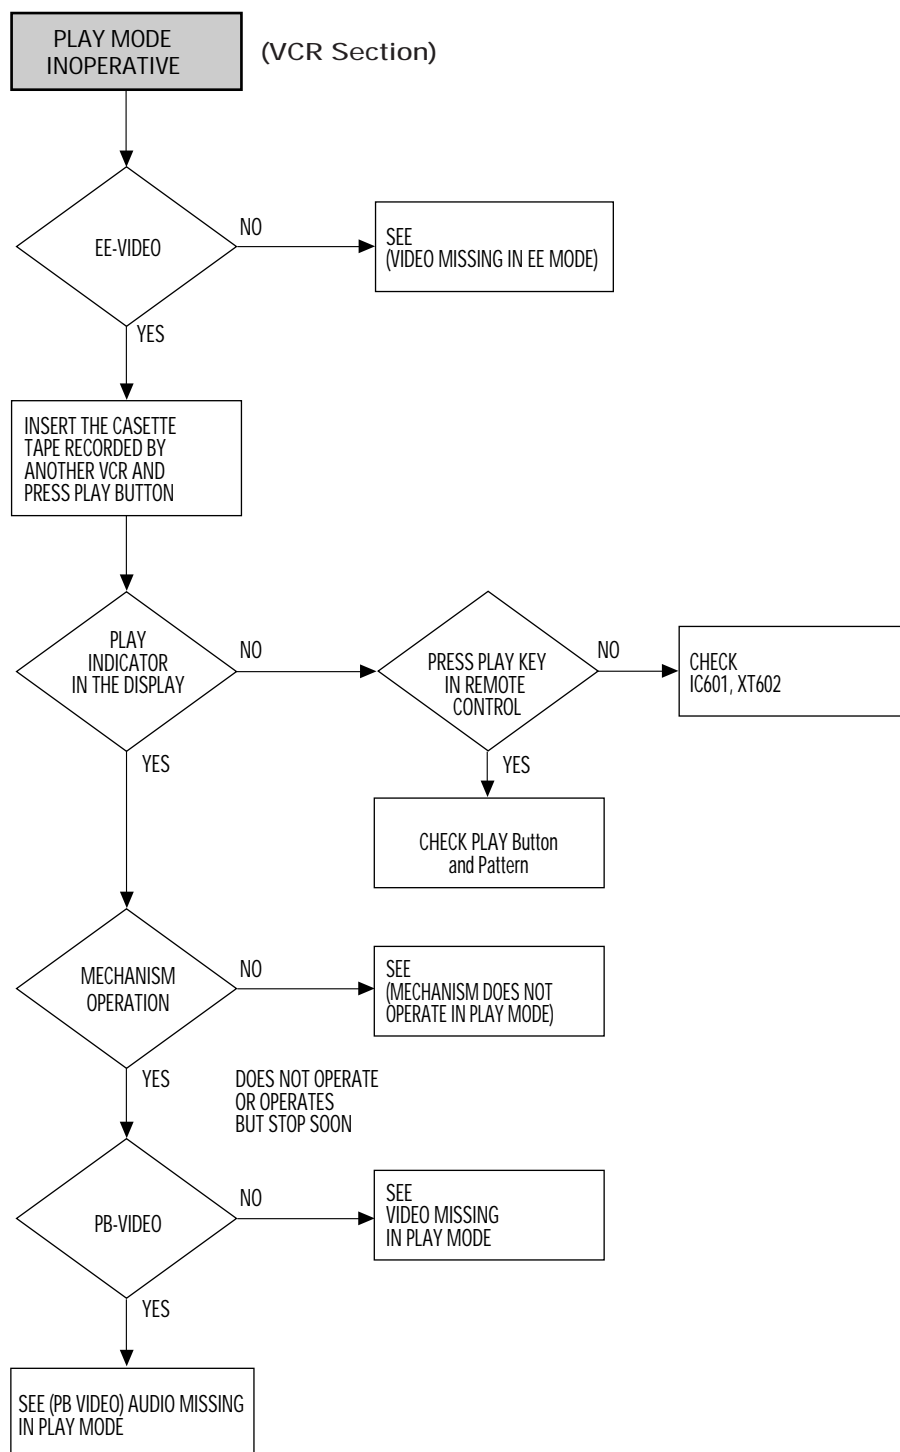 PLAY MODE
INOPERATIVE
(VCR Section)
EE-VIDEO
NO
SEE
(VIDEO MISSING IN EE MODE)
YES
INSERT THE CASETTE
TAPE RECORDED BY
ANOTHER VCR AND
PRESS PLAY BUTTON
PLAY
INDICATOR
IN THE DISPLAY
NO
PRESS PLAY KEY
IN REMOTE
CONTROL
NO
CHECK
IC601, XT602
YES
YES
CHECK PLAY Button
and Pattern
MECHANISM
OPERATION
NO
SEE
(MECHANISM DOES NOT
OPERATE IN PLAY MODE)
YES
DOES NOT OPERATE
OR OPERATES
BUT STOP SOON
PB-VIDEO
NO
SEE
VIDEO MISSING
IN PLAY MODE
YES
SEE (PB VIDEO) AUDIO MISSING
IN PLAY MODE